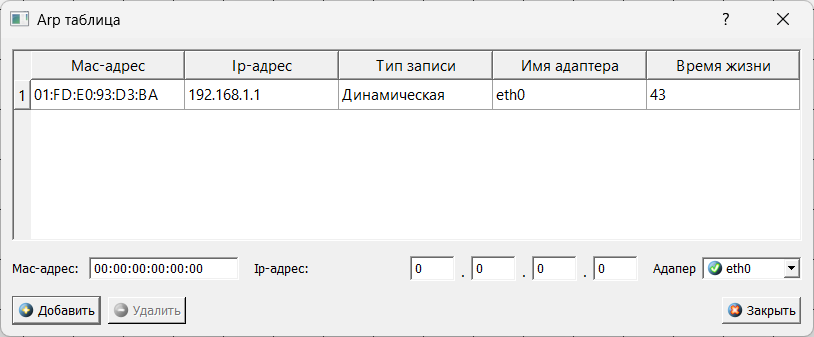 Arp таблица
?
Mac-адрес Ip-адрес Тип записи Имя адаптера Время жизни
1 01:FD:E0:93:D3:BA 192.168.1.1 Динамическая eth0 43
Mac-адрес: 00:00:00:00:00:00 Ip-адрес: 0 . 0 . 0 . 0 Адапер eth0
Добавить Удалить Закрыть